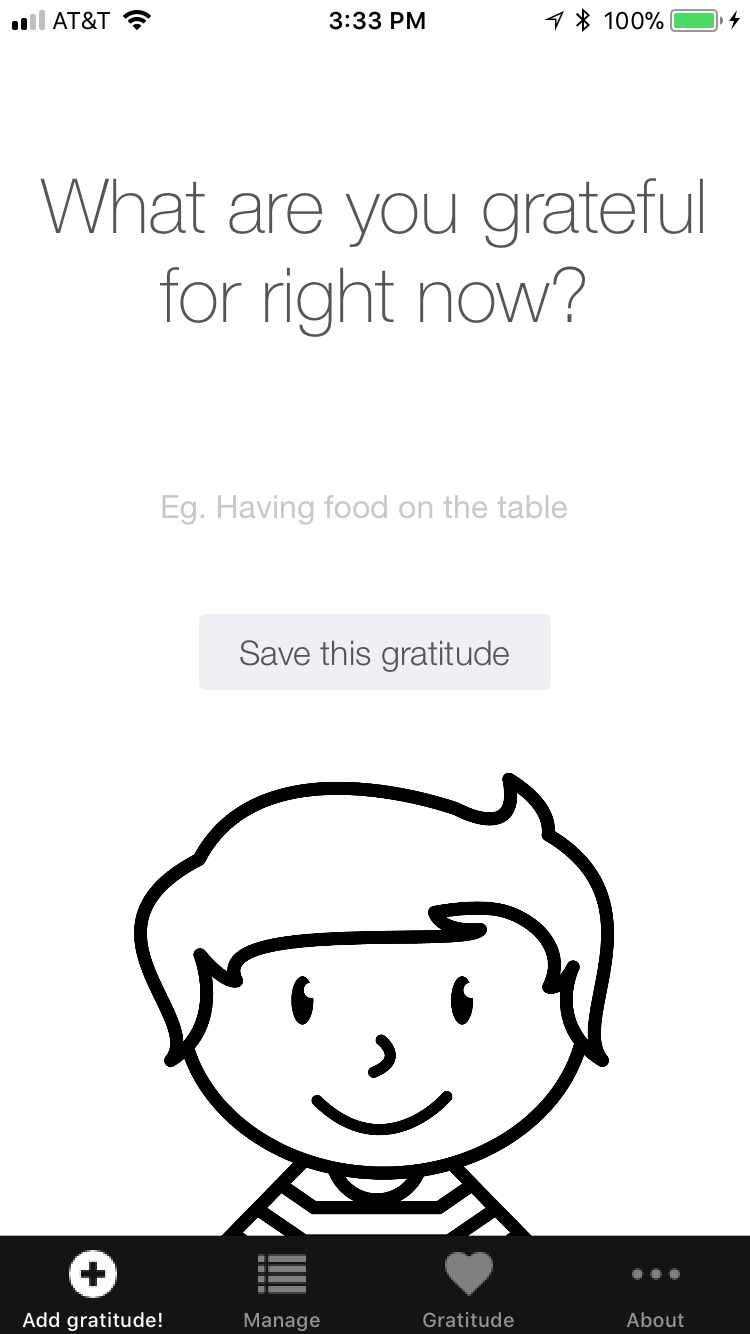 AT&T 3:33 PM 100%
What are you grateful
for right now?
Eg. Having food on the table
Save this gratitude
Add gratitude! Manage Gratitude About